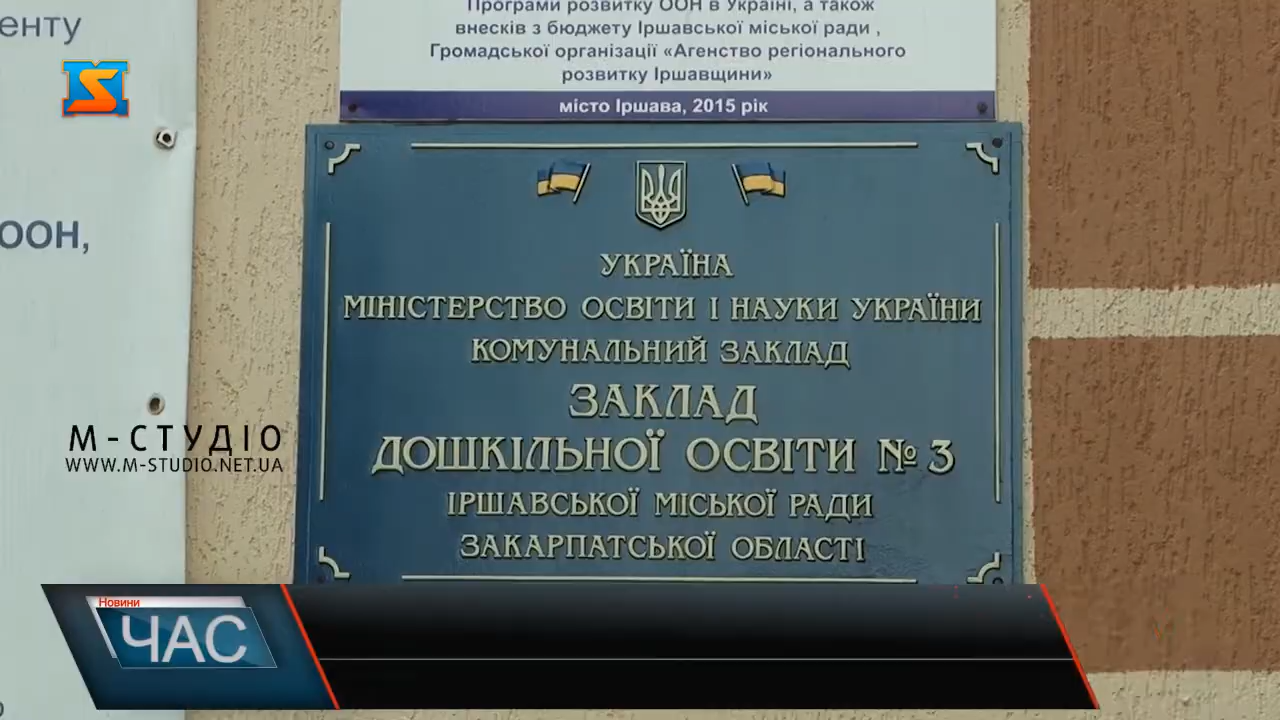 енту
ООН,
Програми розвитку ООН в Україні, а також
внесків з бюджету Іршавської міської ради ,
Громадської організації «Агенство регіонального
розвитку Іршавщини»
місто Іршава, 2015 рік
УКРАЇНА
МІНІСТЕРСТВО ОСВІТИ І НАУКИ УКРАЇНИ
КОМУНАЛЬНИЙ ЗАКЛАД
ЗАКЛАД
ДОШКІЛЬНОЇ ОСВІТИ № 3
ІРШАВСЬКОЇ МІСЬКОЇ РАДИ
ЗАКАРПАТСЬКОЇ ОБЛАСТІ
М-СТУДІО
WWW.M-STUDIO.NET.UA
Новини
ЧАС